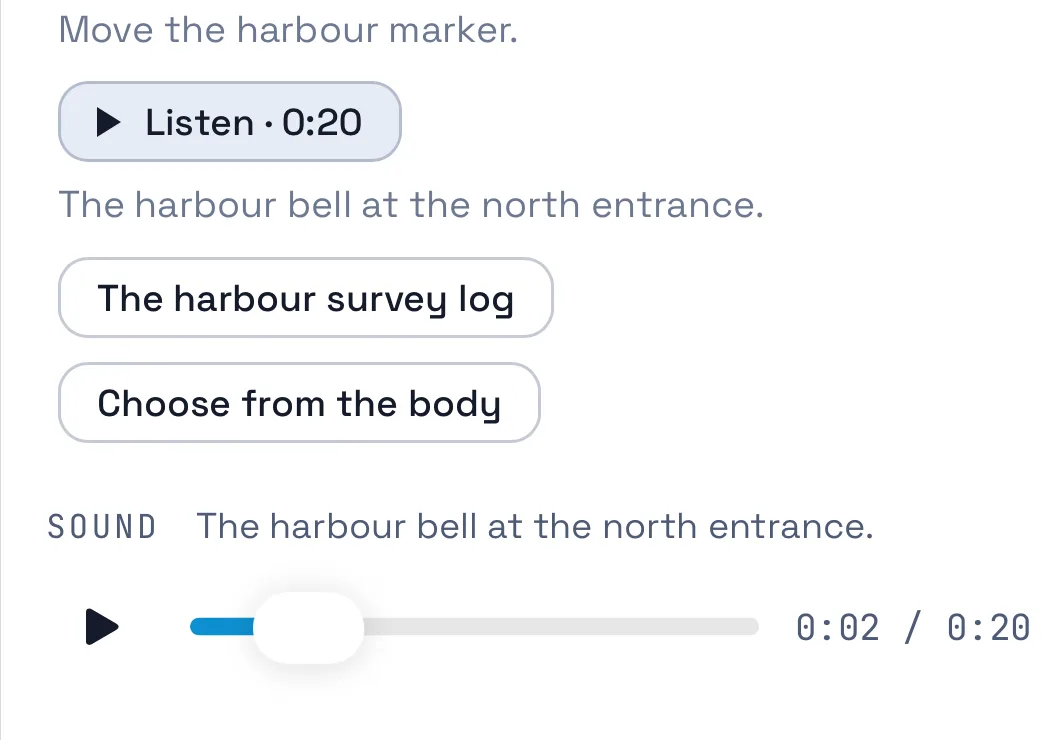 Move the harbour marker.
Listen · 0:20
The harbour bell at the north entrance.
The harbour survey log
Choose from the body
SOUND The harbour bell at the north entrance.
0:02 / 0:20